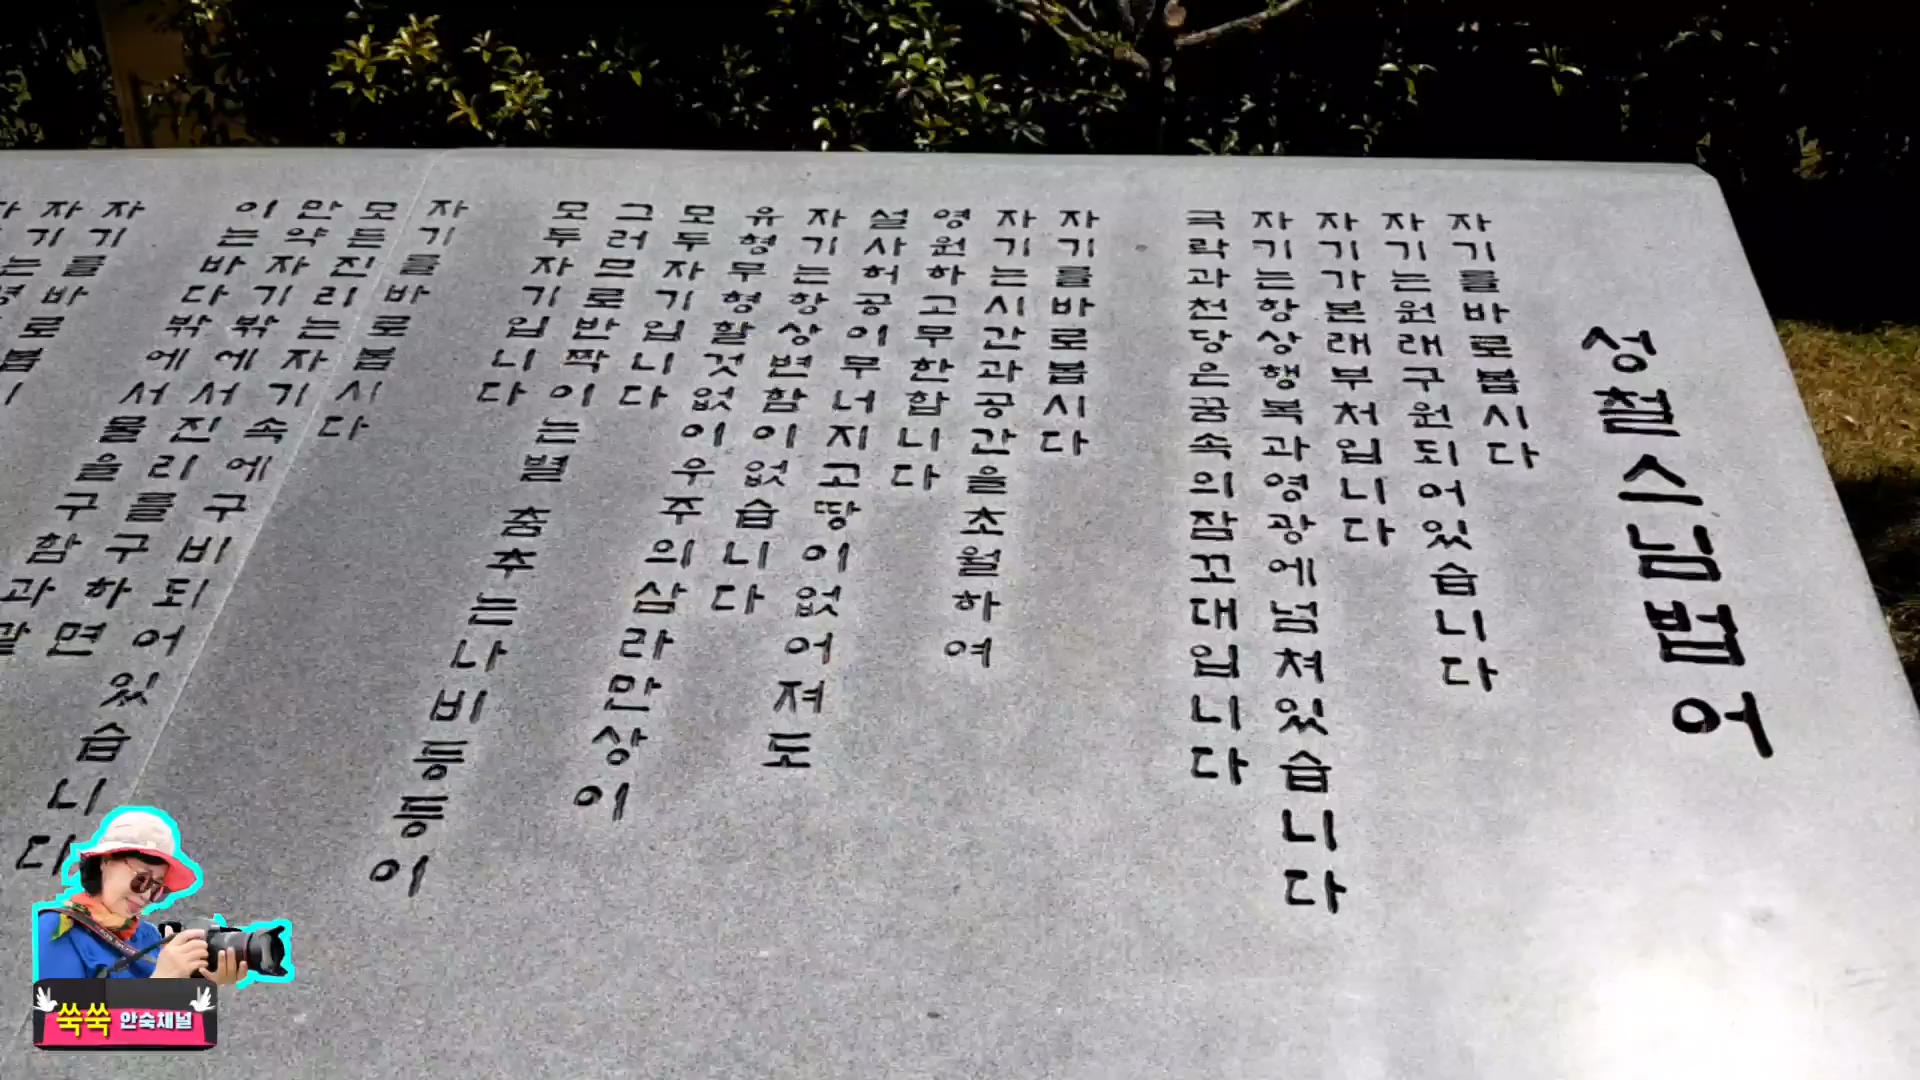 성철스님법어
자기를바로봅시다
자기는원래구원되어있습니다
자기가본래부처입니다
자기는항상행복과영광에넘쳐있습니다
극락과천당은꿈속의잠꼬대입니다
자기를바로봅시다
자기는시간과공간을초월하여
영원하고무한합니다
설사허공이무너지고땅이없어져도
자기는항상변함이없습니다
유형무형할것없이우주의삼라만상이
모두자기입니다
그러므로반짝이는별 춤추는나비등등이
모두자기입니다
자기를바로봅시다
모든진리는자기속에구비되어있습니다
만약자기밖에서진리를구하면
이는바다밖에서물을구함과같
자기를바로봅시
쑥쑥 안숙채널